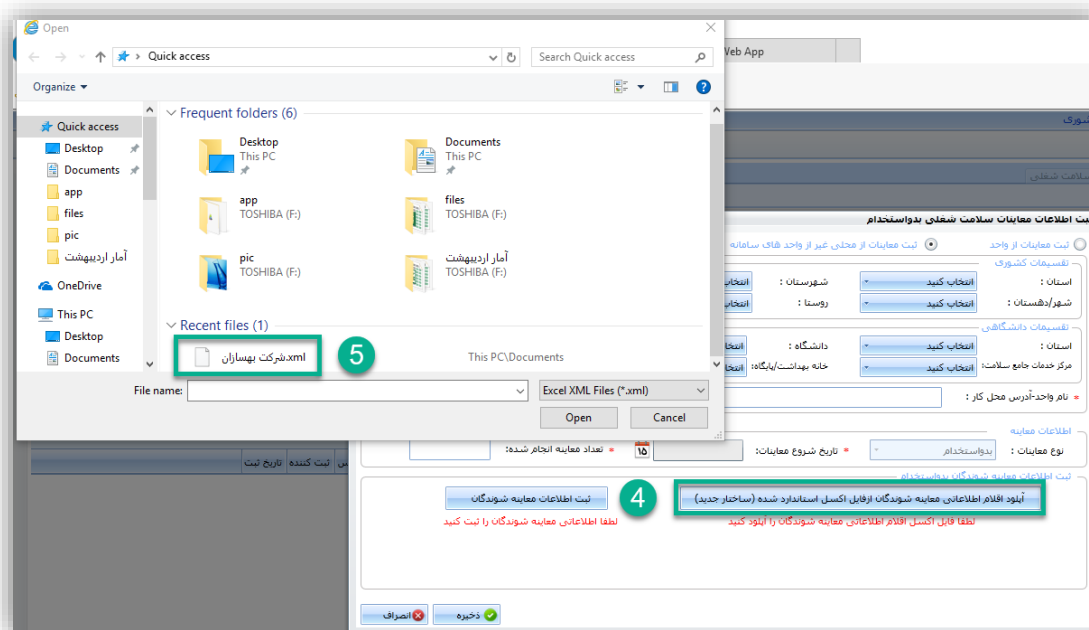 Open
Quick access
Search Quick access
Web App
Organize
Quick access
Desktop
Documents
app
files
pic
آمار اردیبهشت
OneDrive
This PC
Desktop
Documents
Frequent folders (6)
Desktop
This PC
Documents
This PC
app
TOSHIBA (F:)
files
TOSHIBA (F:)
pic
TOSHIBA (F:)
آمار اردیبهشت
TOSHIBA (F:)
Recent files (1)
شرکت بهسازان.xml
5
This PC\Documents
File name:
Excel XML Files (*.xml)
Open
Cancel
سلامت شغلی
ثبت اطلاعات معاینات سلامت شغلی بدواستخدام
ثبت معاینات از واحد
ثبت معاینات از محلی غیر از واحد های سامانه
تقسیمات کشوری
استان : انتخاب کنید
شهرستان :
شهر/دهستان : انتخاب کنید
روستا :
تقسیمات دانشگاهی
استان : انتخاب کنید
دانشگاه :
مرکز خدمات جامع سلامت: انتخاب کنید
خانه بهداشت/پایگاه:
* نام واحد-آدرس محل کار :
اطلاعات معاینه
نوع معاینات : بدواستخدام
* تاریخ شروع معاینات:
15
* تعداد معاینه انجام شده:
ثبت کننده
تاریخ ثبت
ثبت اطلاعات معاینه شوندگان بدواستخدام
آپلود اقلام اطلاعاتی معاینه شوندگان ازفایل اکسل استاندارد شده (ساختار جدید)
4
ثبت اطلاعات معاینه شوندگان
لطفا فایل اکسل اقلام اطلاعاتی معاینه شوندگان را آپلود کنید
لطفا اطلاعاتی معاینه شوندگان را ثبت کنید
ذخیره
انصراف